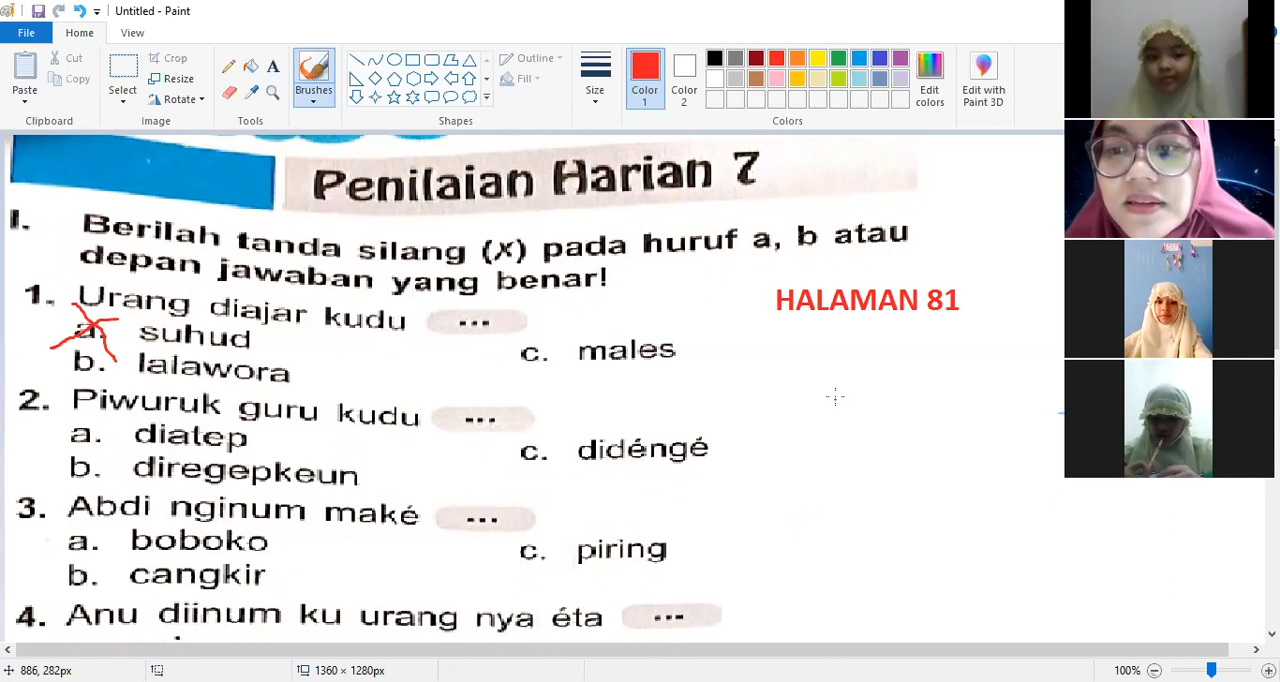 Untitled - Paint
File
Home
View
Paste
Cut
Copy
Clipboard
Select
Crop
Resize
Rotate
Image
Tools
Brushes
Shapes
Outline
Fill
Size
Color 1
Color 2
Colors
Edit colors
Edit with Paint 3D
Penilaian Harian 7
I. Berilah tanda silang (x) pada huruf a, b atau
depan jawaban yang benar!
HALAMAN 81
1. Urang diajar kudu ...
a. suhud
b. lalawora
c. males
2. Piwuruk guru kudu ...
a. diatep
b. diregepkeun
c. didéngé
3. Abdi nginum maké ...
a. boboko
b. cangkir
c. piring
4. Anu diinum ku urang nya éta ...
886, 282px
1360 × 1280px
100%